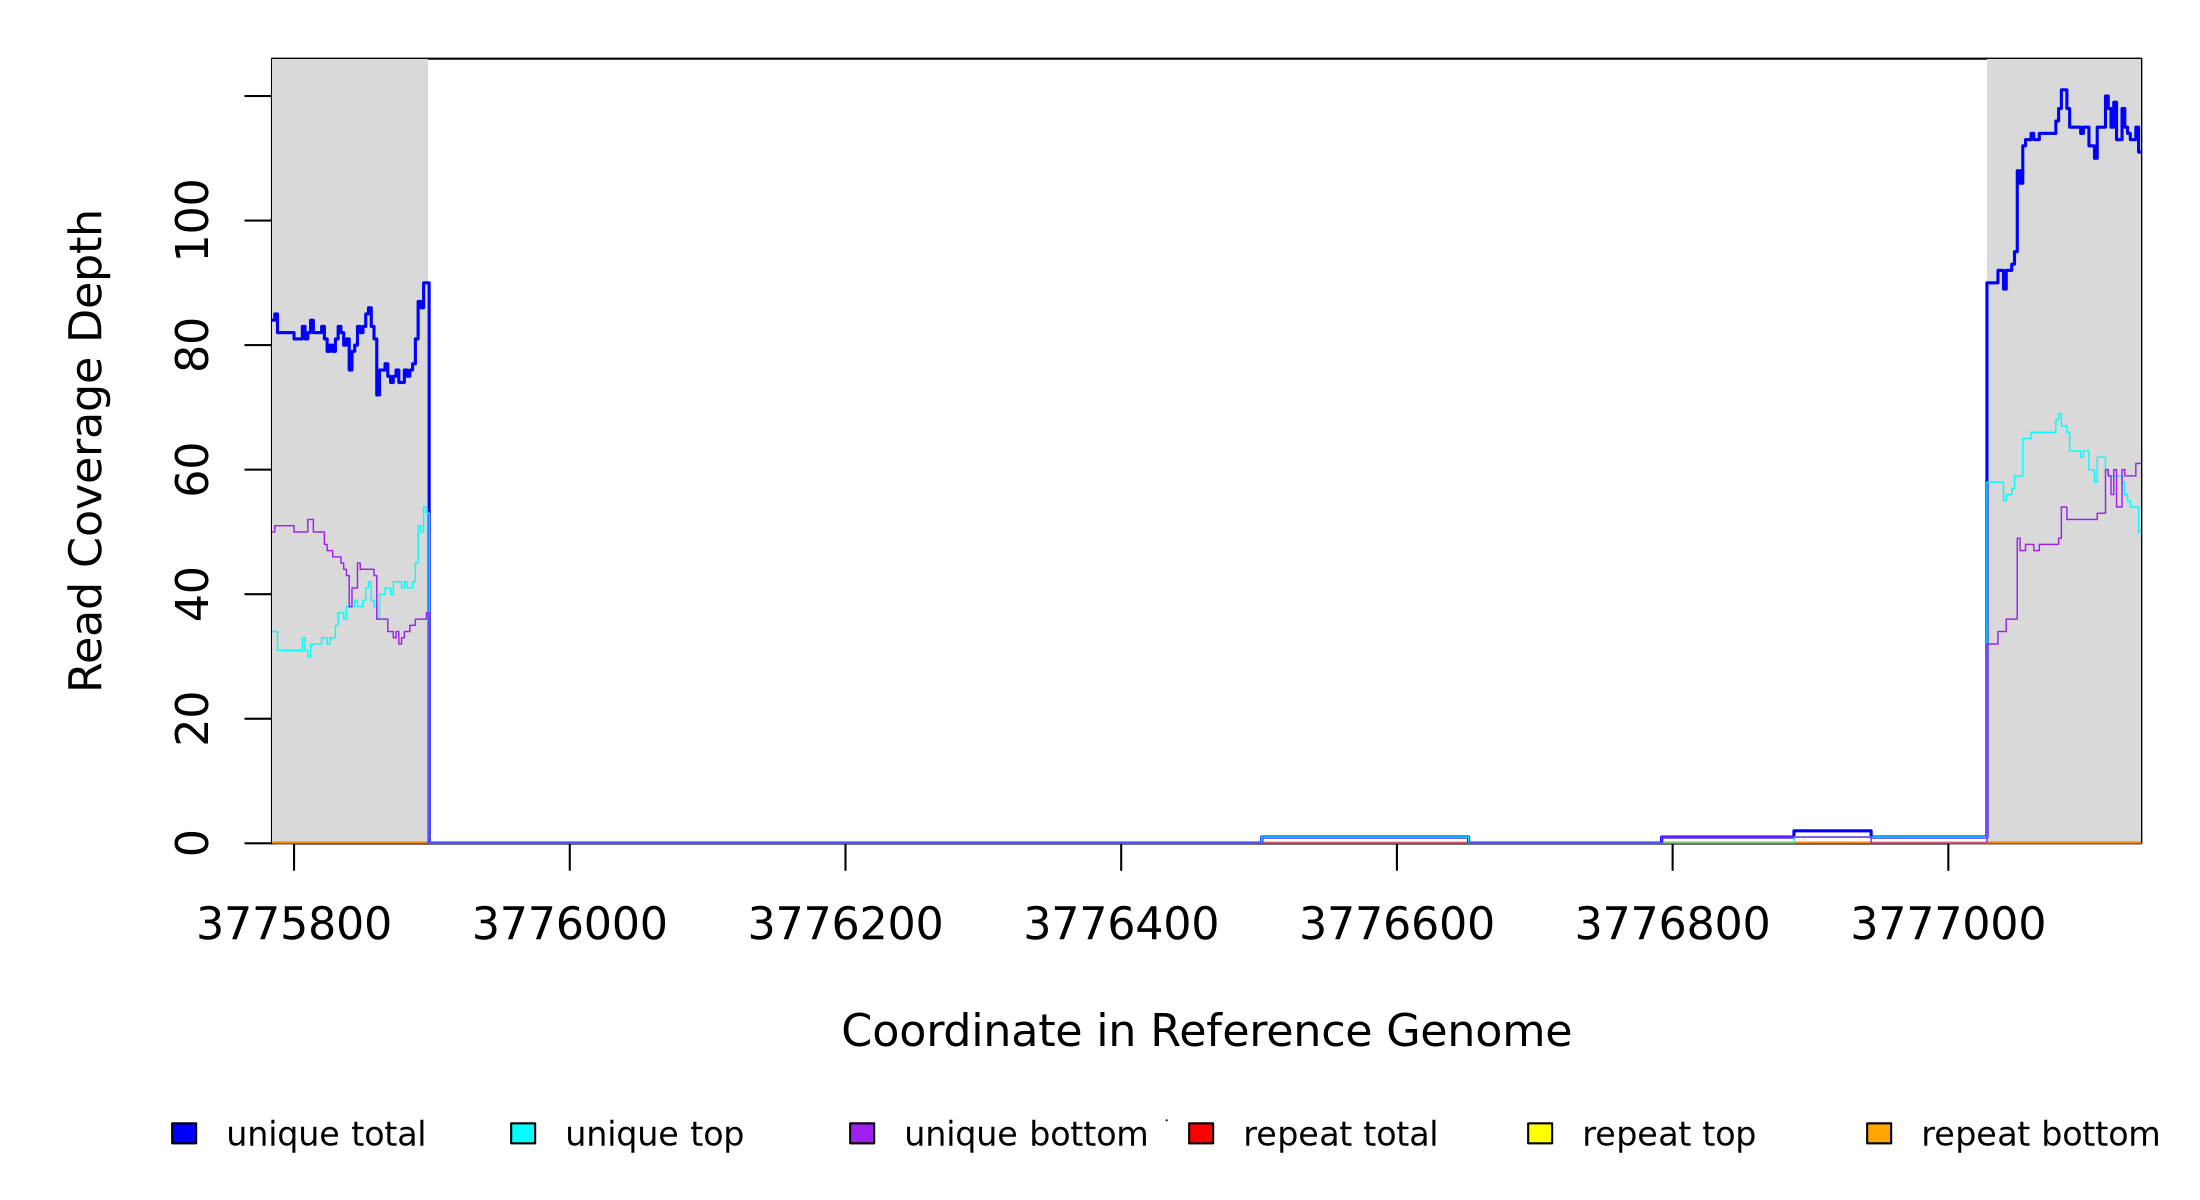 Read Coverage Depth
100
80
60
40
20
0
3775800 3776000 3776200 3776400 3776600 3776800 3777000
Coordinate in Reference Genome
unique total unique top unique bottom repeat total repeat top repeat bottom